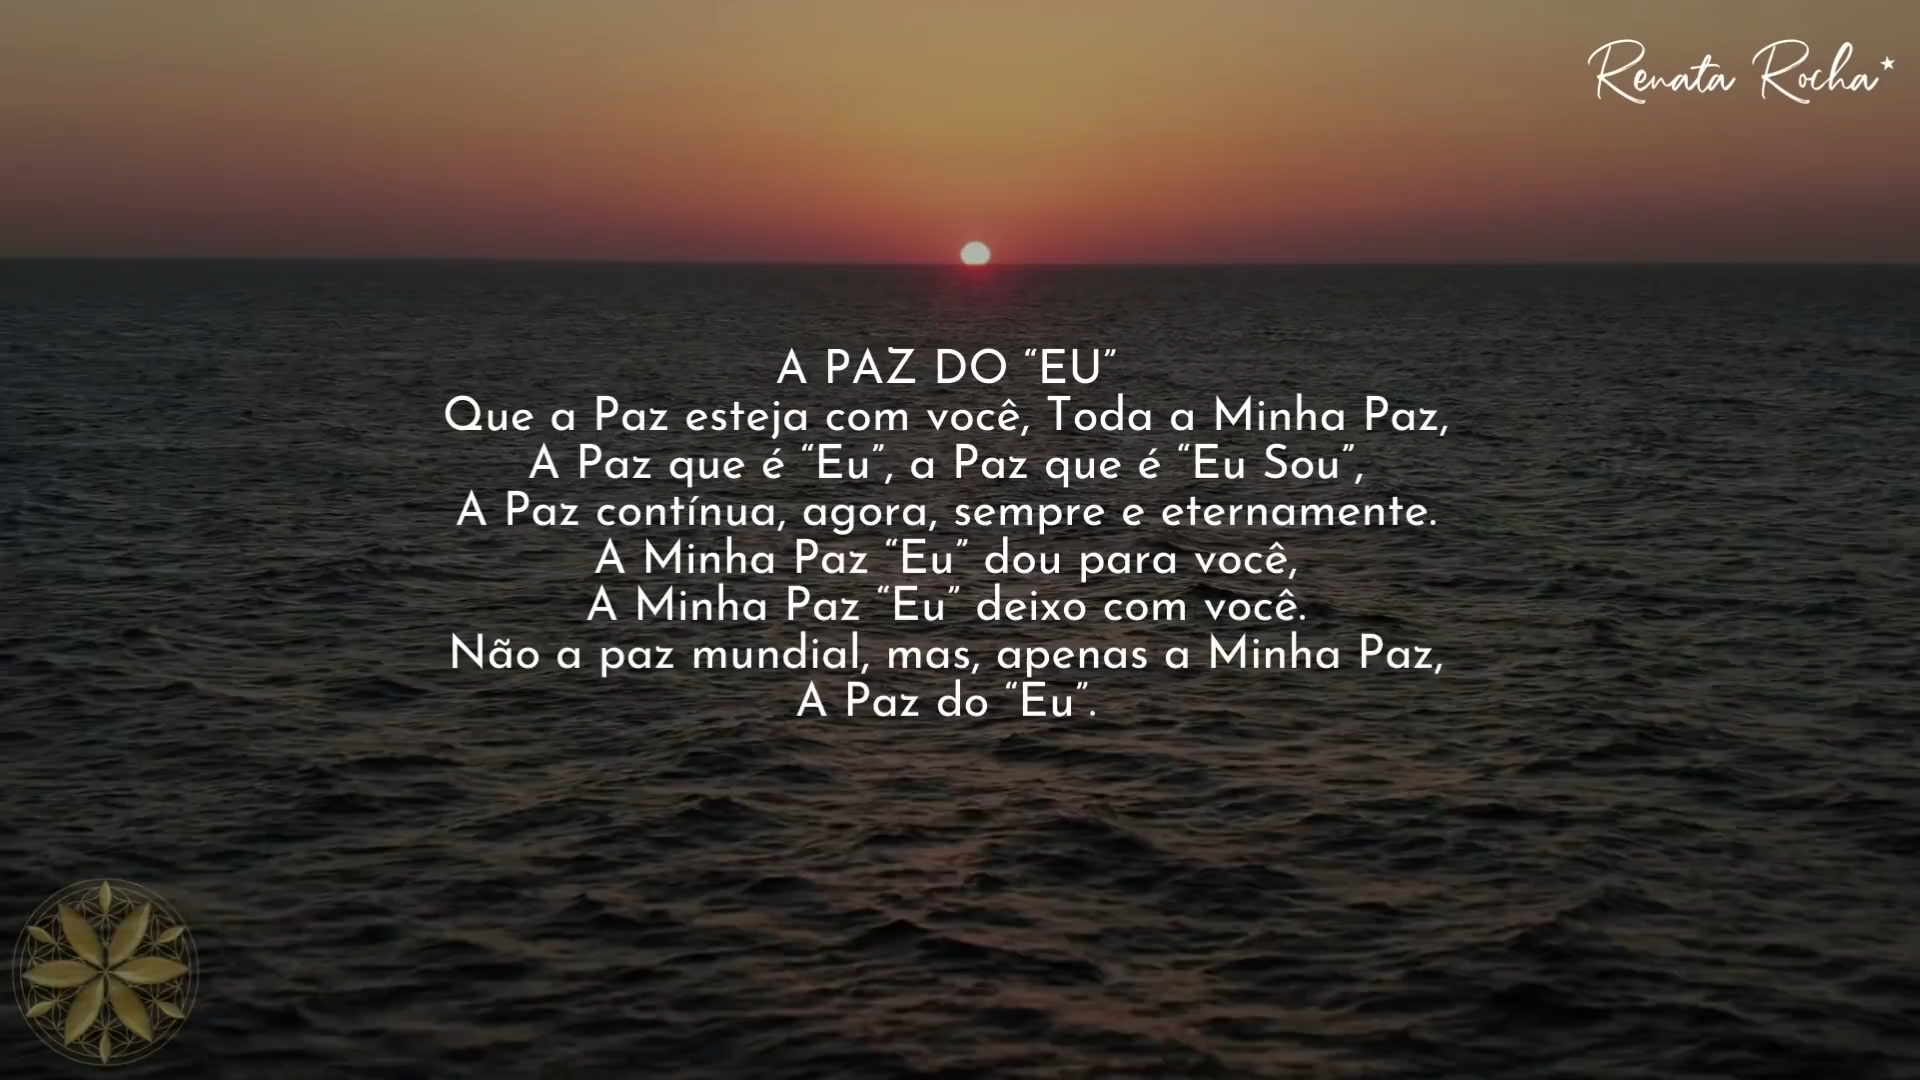 Renata Rocha
A PAZ DO “EU”
Que a Paz esteja com você, Toda a Minha Paz,
A Paz que é “Eu”, a Paz que é “Eu Sou”,
A Paz contínua, agora, sempre e eternamente.
A Minha Paz “Eu” dou para você,
A Minha Paz “Eu” deixo com você.
Não a paz mundial, mas, apenas a Minha Paz,
A Paz do “Eu”.